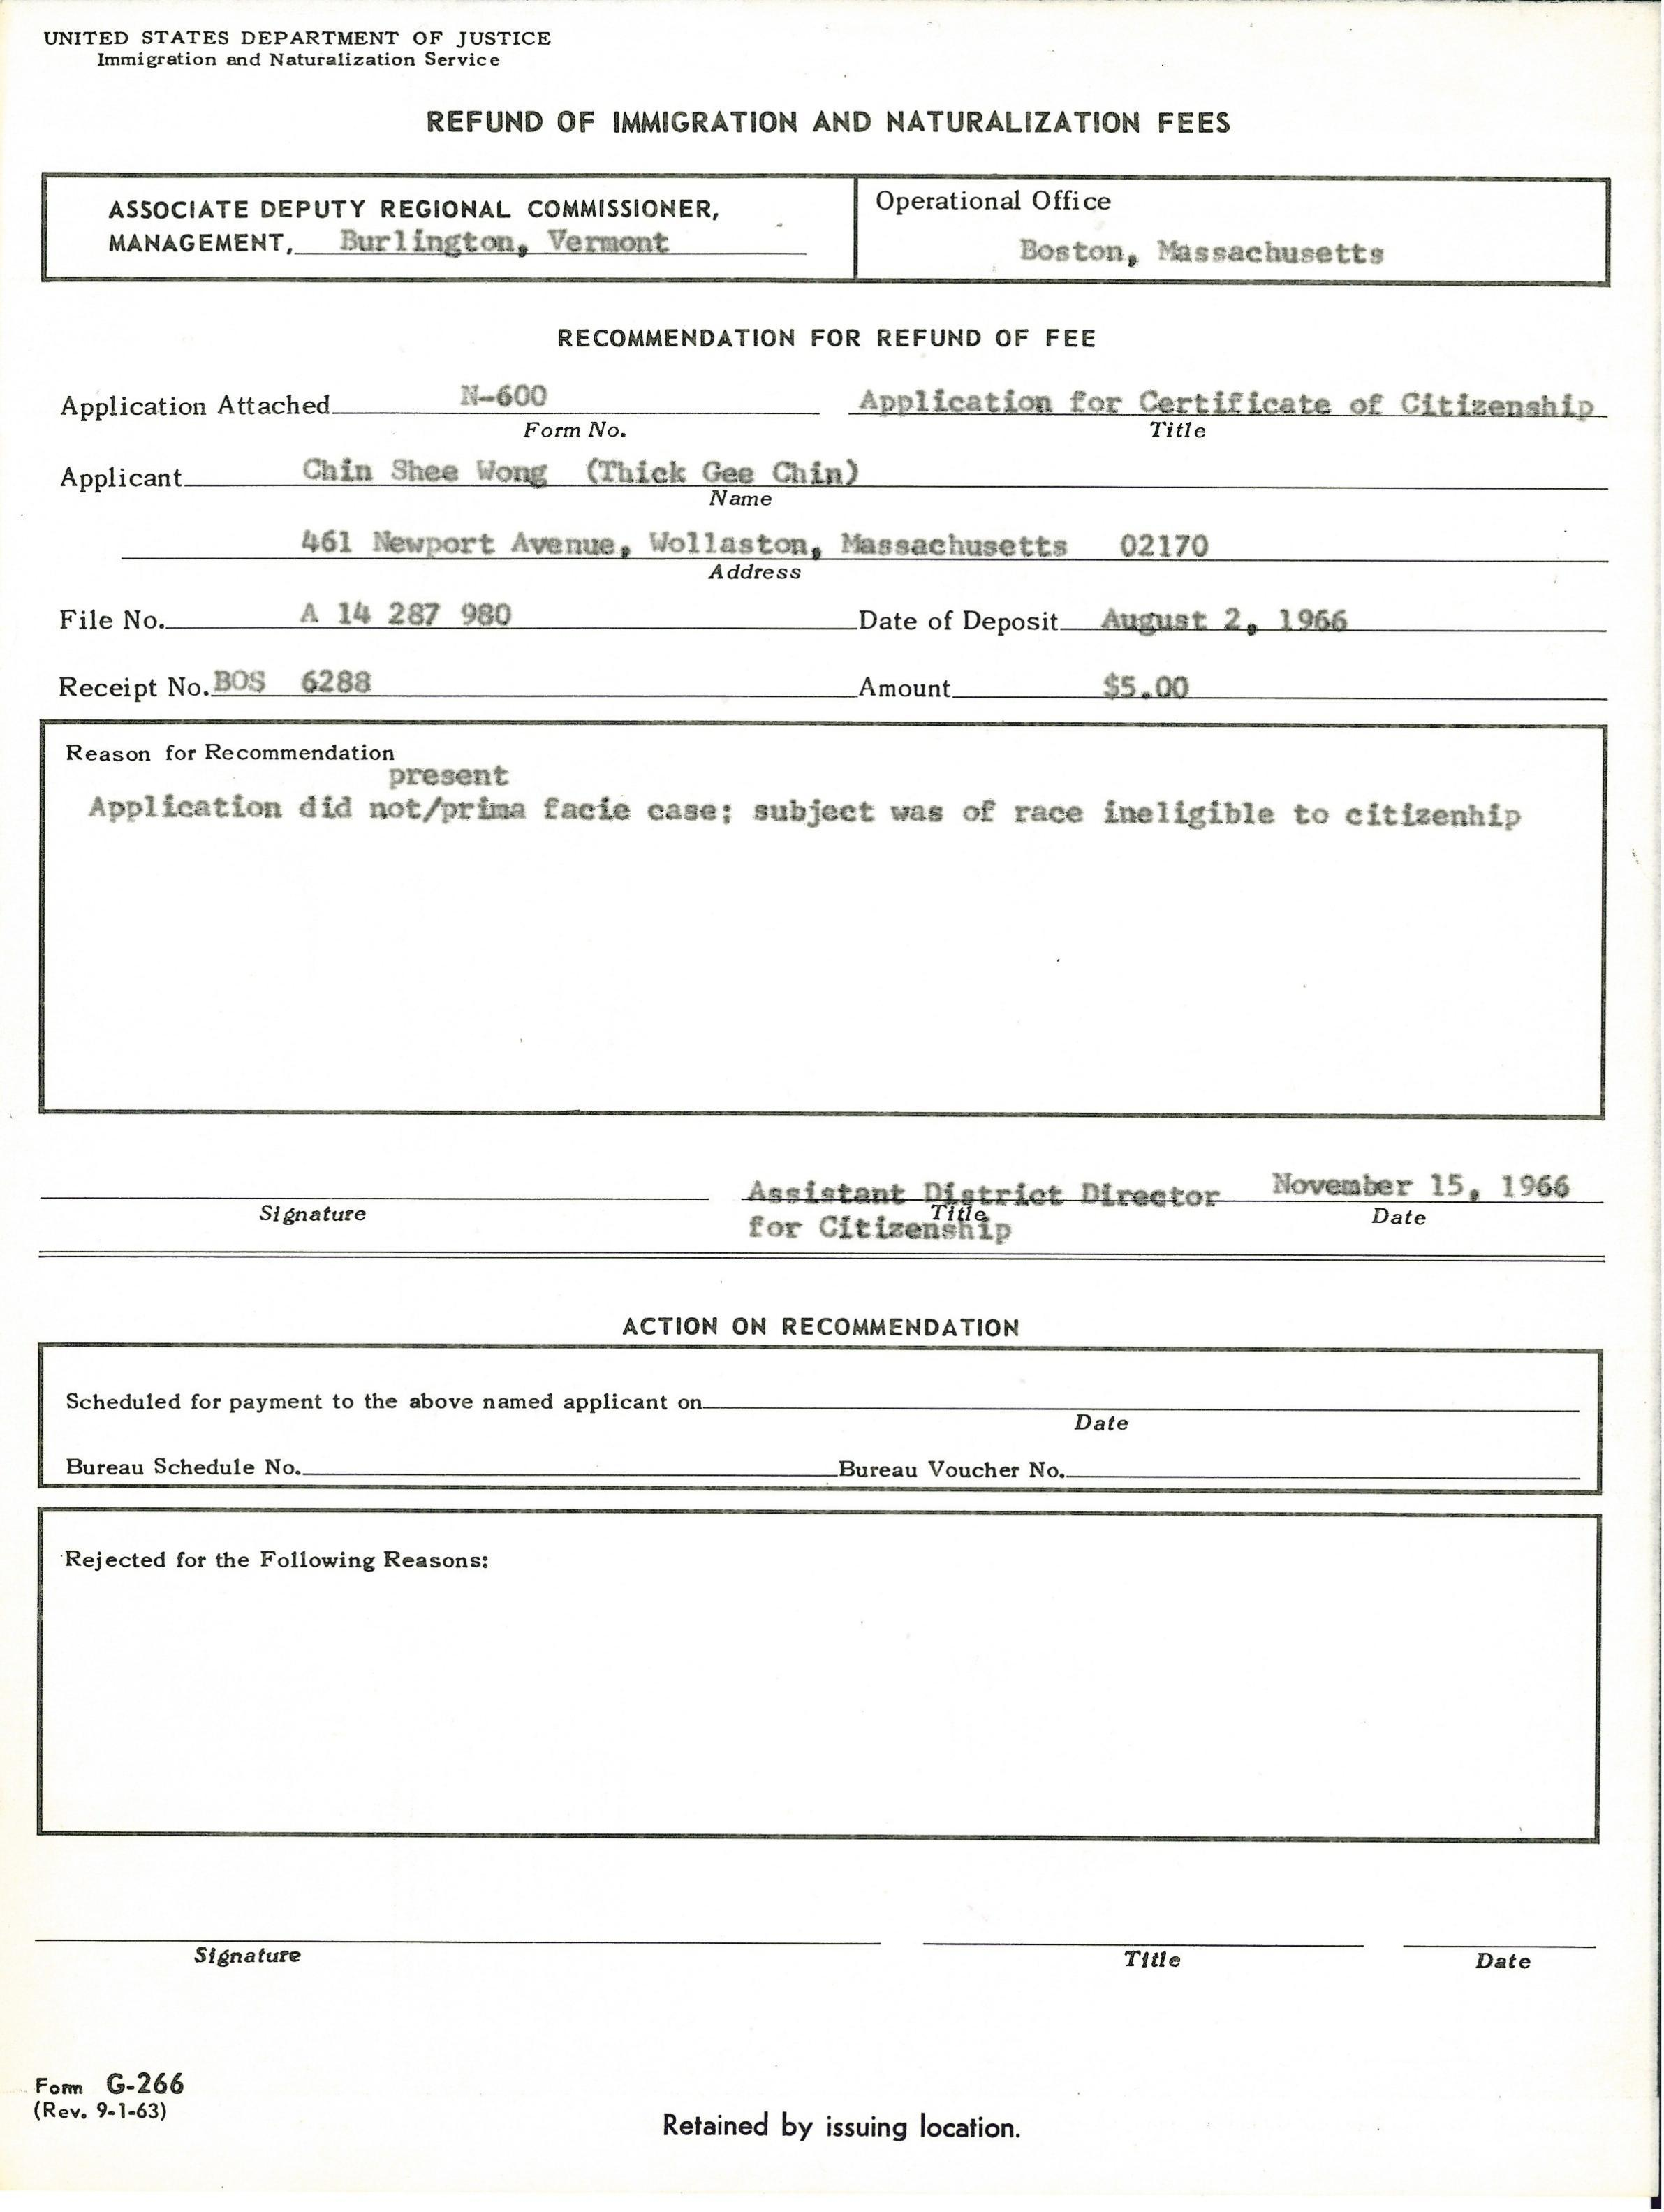 UNITED STATES DEPARTMENT OF JUSTICE
Immigration and Naturalization Service
REFUND OF IMMIGRATION AND NATURALIZATION FEES
ASSOCIATE DEPUTY REGIONAL COMMISSIONER,
MANAGEMENT, Burlington, Vermont
Operational Office
Boston, Massachusetts
RECOMMENDATION FOR REFUND OF FEE
Application Attached N-600 Application for Certificate of Citizenship
Form No. Title
Applicant Chin Shee Wong (Thick Gee Chin)
Name
461 Newport Avenue, Wollaston, Massachusetts 02170
Address
File No. A 14 287 980 Date of Deposit August 2, 1966
Receipt No. BOS 6288 Amount $5.00
Reason for Recommendation
present
Application did not/prima facie case; subject was of race ineligible to citizenhip
Assistant District Director November 15, 1966
Signature Title Date
for Citizenship
ACTION ON RECOMMENDATION
Scheduled for payment to the above named applicant on
Date
Bureau Schedule No. Bureau Voucher No.
Rejected for the Following Reasons:
Signature Title Date
Form G-266
(Rev. 9-1-63)
Retained by issuing location.